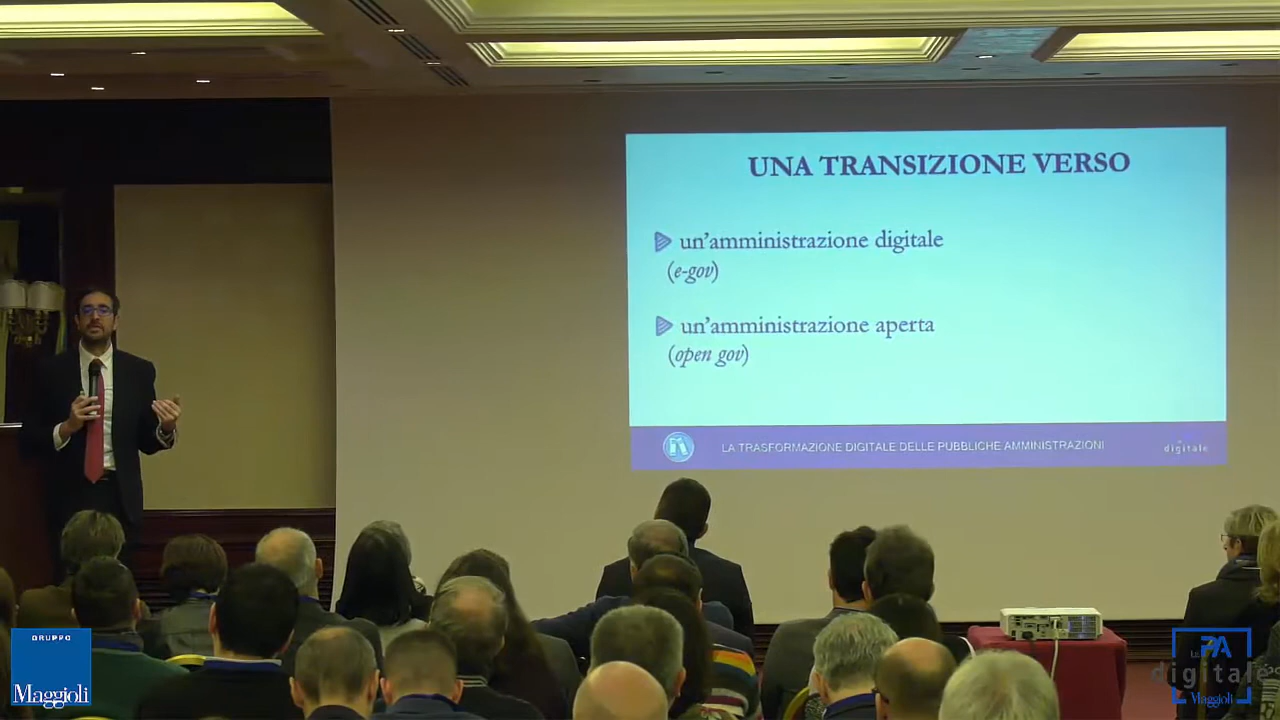 UNA TRANSIZIONE VERSO
un'amministrazione digitale
(e-gov)
un'amministrazione aperta
(open gov)
LA TRASFORMAZIONE DIGITALE DELLE PUBBLICHE AMMINISTRAZIONI
digitale
GRUPPO
Maggioli
La PA
digitale
Maggioli